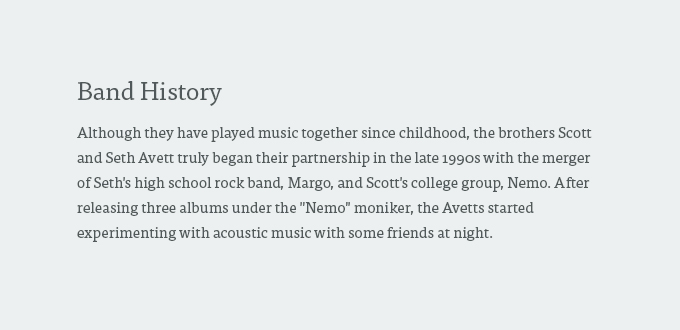 Band History
Although they have played music together since childhood, the brothers Scott
and Seth Avett truly began their partnership in the late 1990s with the merger
of Seth's high school rock band, Margo, and Scott's college group, Nemo. After
releasing three albums under the "Nemo" moniker, the Avetts started
experimenting with acoustic music with some friends at night.